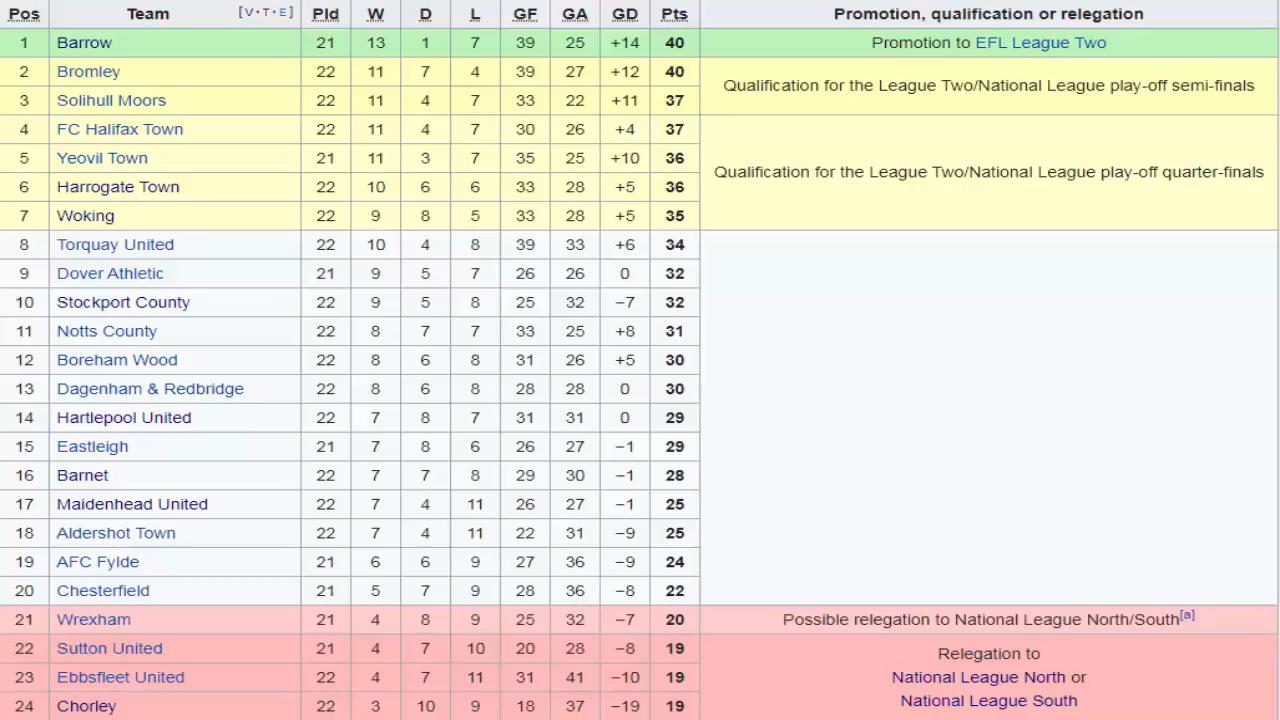 Pos Team [V·T·E] Pld W D L GF GA GD Pts Promotion, qualification or relegation
1 Barrow 21 13 1 7 39 25 +14 40 Promotion to EFL League Two
2 Bromley 22 11 7 4 39 27 +12 40
Qualification for the League Two/National League play-off semi-finals
3 Solihull Moors 22 11 4 7 33 22 +11 37
4 FC Halifax Town 22 11 4 7 30 26 +4 37
5 Yeovil Town 21 11 3 7 35 25 +10 36
Qualification for the League Two/National League play-off quarter-finals
6 Harrogate Town 22 10 6 6 33 28 +5 36
7 Woking 22 9 8 5 33 28 +5 35
8 Torquay United 22 10 4 8 39 33 +6 34
9 Dover Athletic 21 9 5 7 26 26 0 32
10 Stockport County 22 9 5 8 25 32 −7 32
11 Notts County 22 8 7 7 33 25 +8 31
12 Boreham Wood 22 8 6 8 31 26 +5 30
13 Dagenham & Redbridge 22 8 6 8 28 28 0 30
14 Hartlepool United 22 7 8 7 31 31 0 29
15 Eastleigh 21 7 8 6 26 27 −1 29
16 Barnet 22 7 7 8 29 30 −1 28
17 Maidenhead United 22 7 4 11 26 27 −1 25
18 Aldershot Town 22 7 4 11 22 31 −9 25
19 AFC Fylde 21 6 6 9 27 36 −9 24
20 Chesterfield 21 5 7 9 28 36 −8 22
21 Wrexham 21 4 8 9 25 32 −7 20 Possible relegation to National League North/South[a]
22 Sutton United 21 4 7 10 20 28 −8 19 Relegation to
23 Ebbsfleet United 22 4 7 11 31 41 −10 19 National League North or
24 Chorley 22 3 10 9 18 37 −19 19 National League South